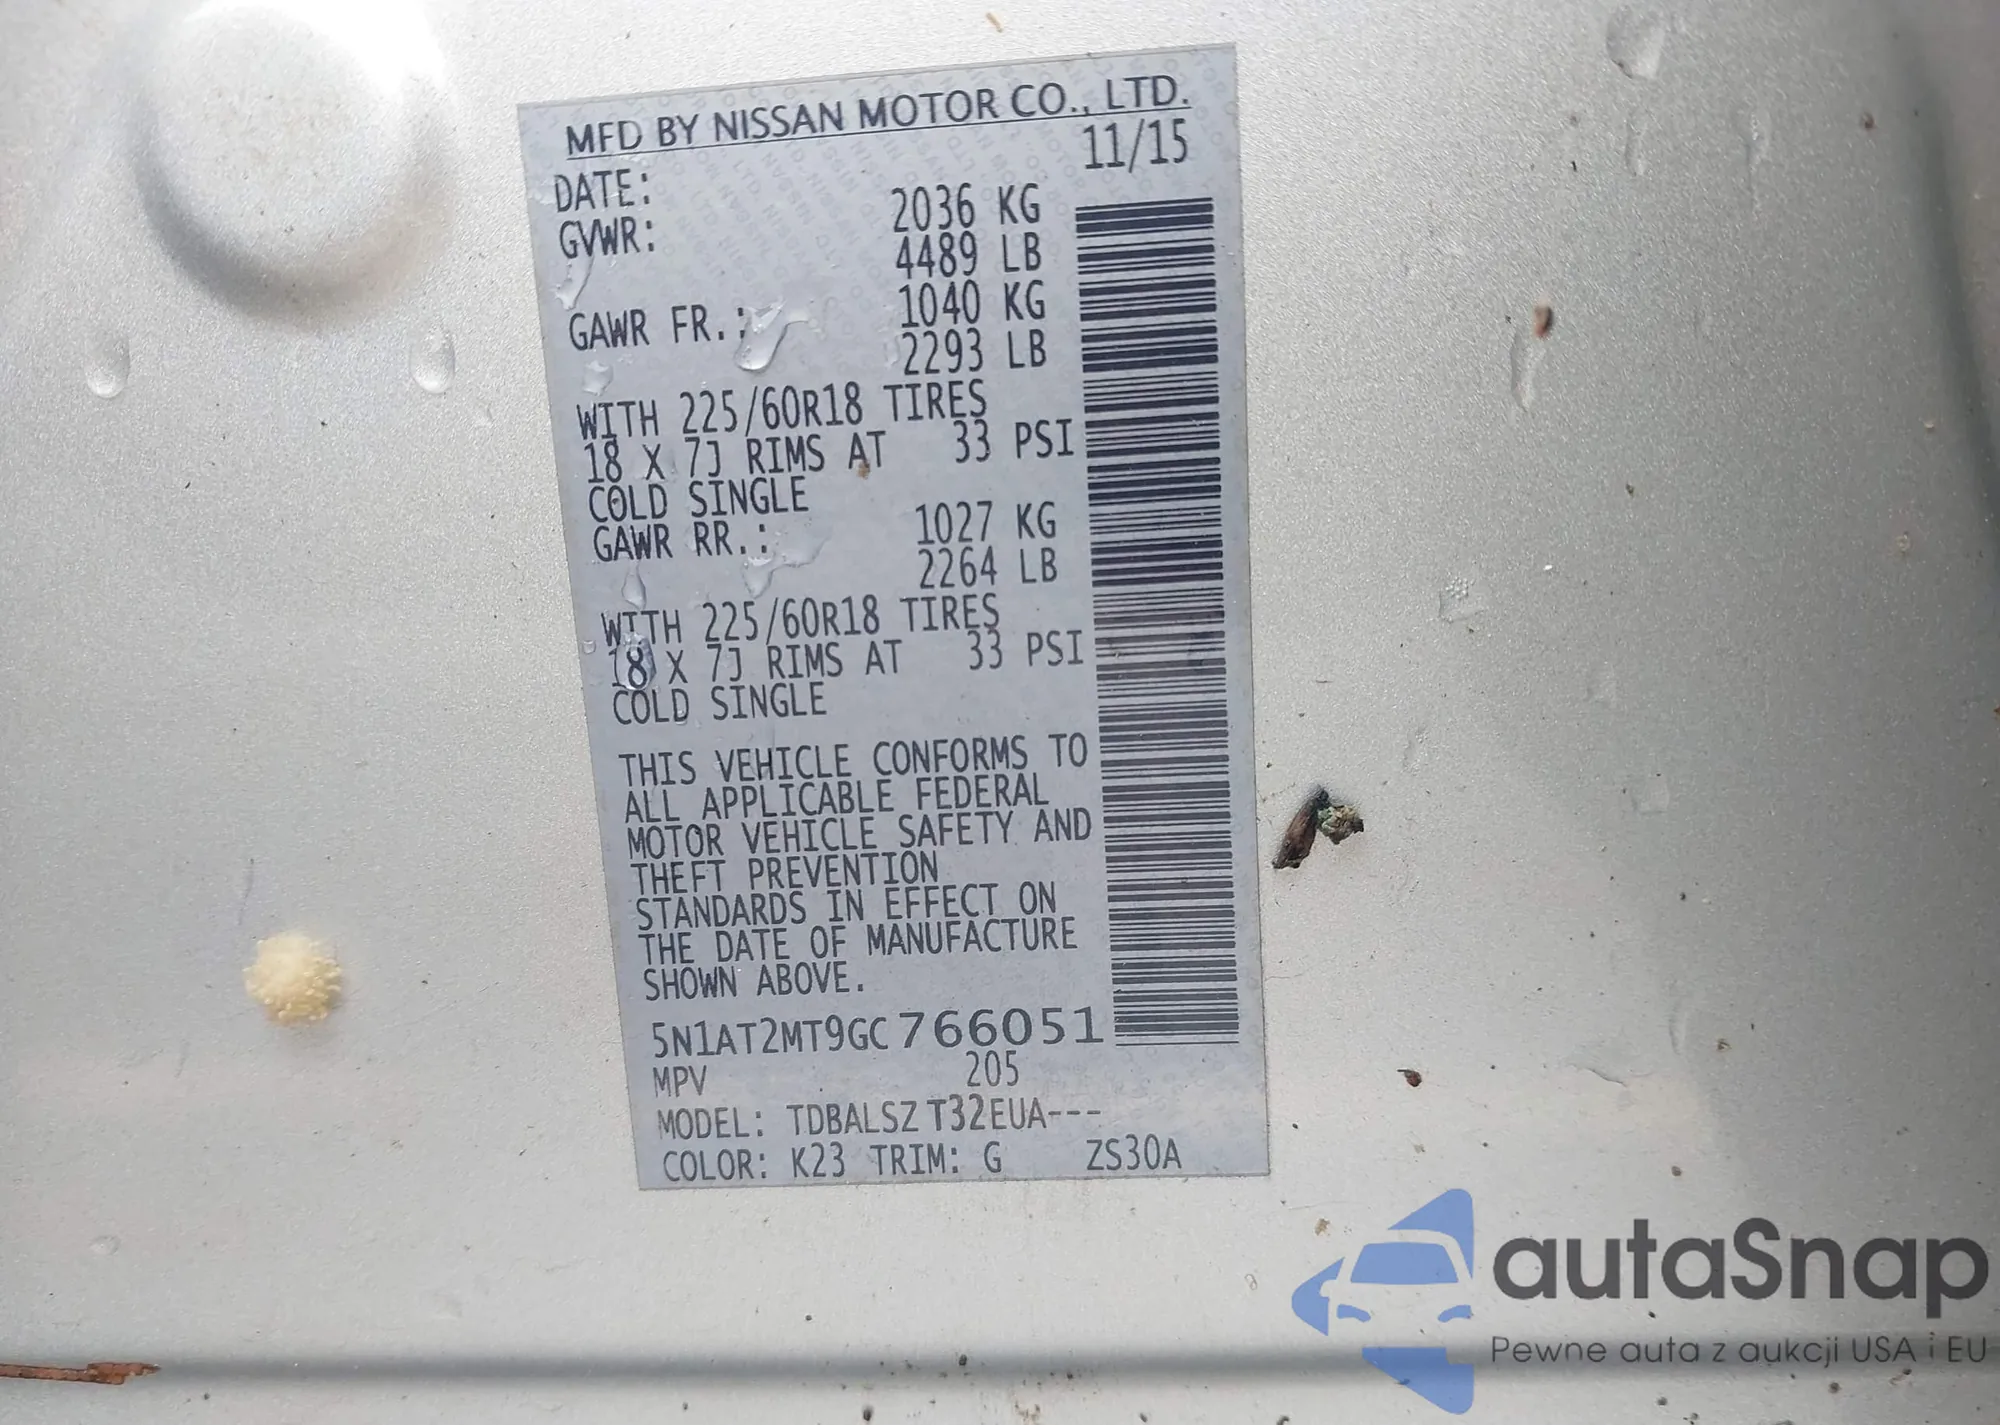 MFD BY NISSAN MOTOR CO., LTD.
DATE: 11/15
GVWR: 2036 KG
4489 LB
GAWR FR.: 1040 KG
2293 LB
WITH 225/60R18 TIRES
18 X 7J RIMS AT 33 PSI
COLD SINGLE
GAWR RR.: 1027 KG
2264 LB
WITH 225/60R18 TIRES
18 X 7J RIMS AT 33 PSI
COLD SINGLE
THIS VEHICLE CONFORMS TO
ALL APPLICABLE FEDERAL
MOTOR VEHICLE SAFETY AND
THEFT PREVENTION
STANDARDS IN EFFECT ON
THE DATE OF MANUFACTURE
SHOWN ABOVE.
5N1AT2MT9GC766051
MPV 205
MODEL: TDBALSZ T32EUA---
COLOR: K23 TRIM: G ZS30A
autaSnap
Pewne auta z aukcji USA i EU